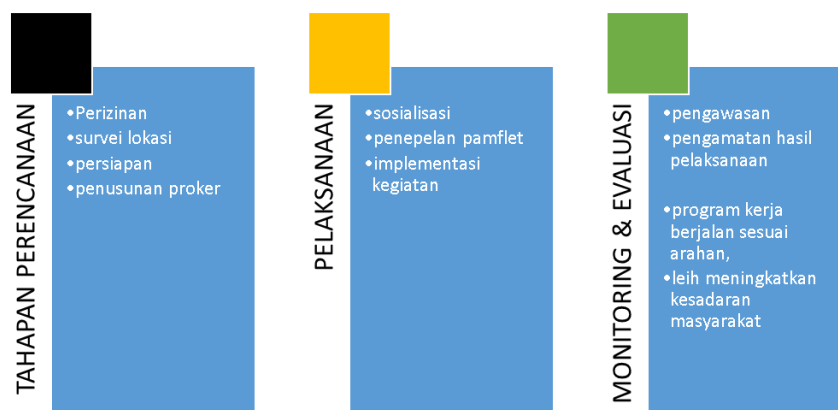 TAHAPAN PERENCANAAN
•Perizinan
•survei lokasi
•persiapan
•penusunan proker
PELAKSANAAN
•sosialisasi
•penepelan pamflet
•implementasi
kegiatan
MONITORING & EVALUASI
•pengawasan
•pengamatan hasil
pelaksanaan
•program kerja
berjalan sesuai
arahan,
•leih meningkatkan
kesadaran
masyarakat